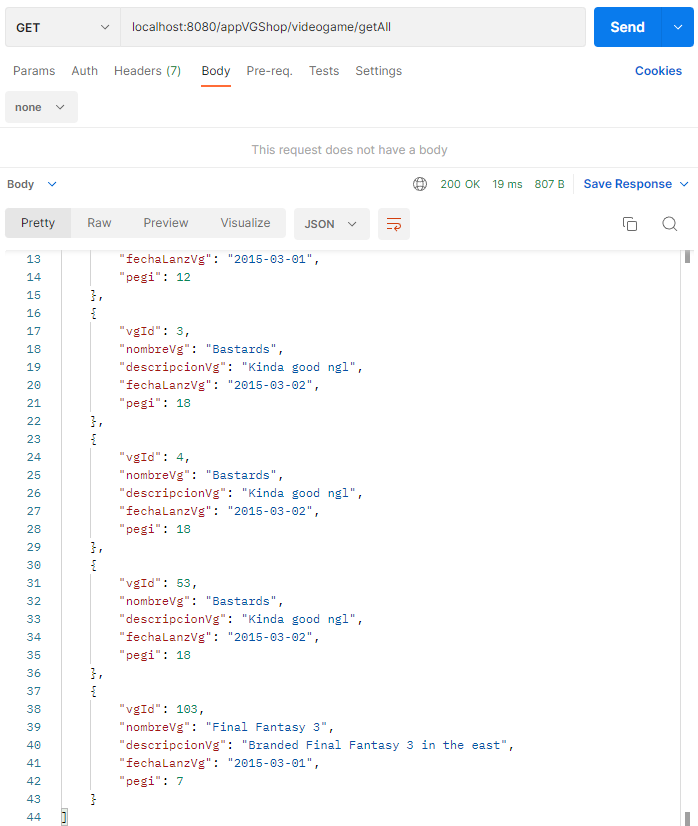 GET localhost:8080/appVGShop/videogame/getAll Send
Params Auth Headers (7) Body Pre-req. Tests Settings Cookies
none
This request does not have a body
Body 200 OK 19 ms 807 B Save Response
Pretty Raw Preview Visualize JSON
13 "fechaLanzVg": "2015-03-01",
14 "pegi": 12
15 },
16 {
17 "vgId": 3,
18 "nombreVg": "Bastards",
19 "descripcionVg": "Kinda good ngl",
20 "fechaLanzVg": "2015-03-02",
21 "pegi": 18
22 },
23 {
24 "vgId": 4,
25 "nombreVg": "Bastards",
26 "descripcionVg": "Kinda good ngl",
27 "fechaLanzVg": "2015-03-02",
28 "pegi": 18
29 },
30 {
31 "vgId": 53,
32 "nombreVg": "Bastards",
33 "descripcionVg": "Kinda good ngl",
34 "fechaLanzVg": "2015-03-02",
35 "pegi": 18
36 },
37 {
38 "vgId": 103,
39 "nombreVg": "Final Fantasy 3",
40 "descripcionVg": "Branded Final Fantasy 3 in the east",
41 "fechaLanzVg": "2015-03-01",
42 "pegi": 7
43 }
44 ]